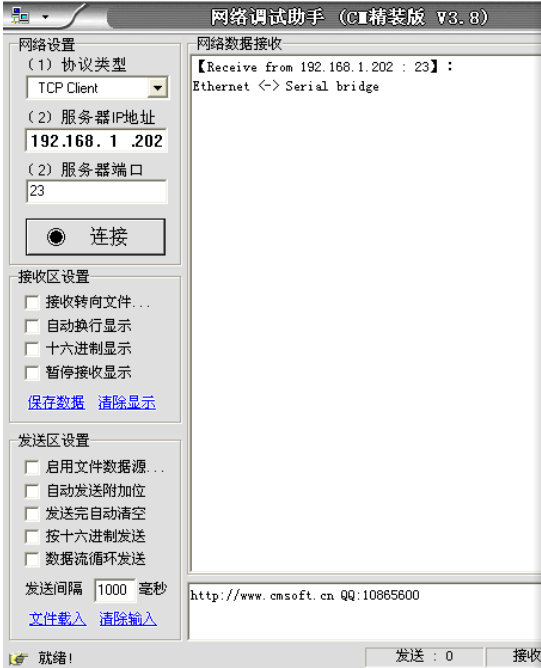 网络调试助手 (CⅡ精装版 V3.8)
网络设置
(1) 协议类型
TCP Client
(2) 服务器IP地址
192.168. 1 .202
(2) 服务器端口
23
连接
接收区设置
接收转向文件...
自动换行显示
十六进制显示
暂停接收显示
保存数据 清除显示
发送区设置
启用文件数据源...
自动发送附加位
发送完自动清空
按十六进制发送
数据流循环发送
发送间隔 1000 毫秒
文件载入 清除输入
网络数据接收
【Receive from 192.168.1.202 : 23】:
Ethernet <-> Serial bridge
http://www.cmsoft.cn QQ:10865600
就绪!
发送 : 0
接收